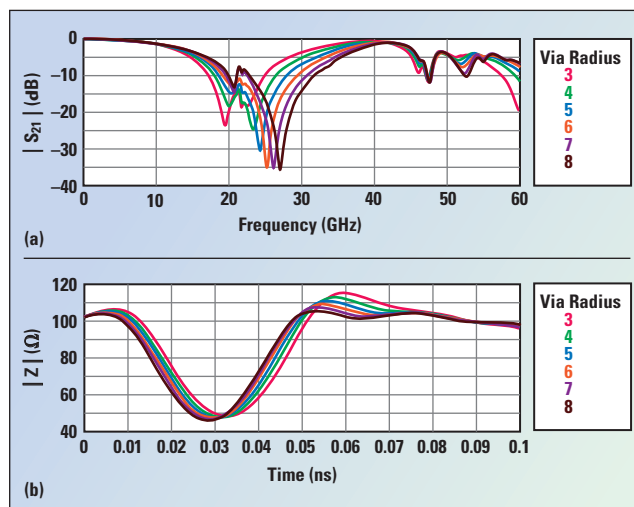 0
–10
–20
–30
–40
| S21 | (dB)
0 10 20 30 40 50 60
Frequency (GHz)
(a)
Via Radius
3
4
5
6
7
8
120
100
80
60
40
| Z | (Ω)
0 0.01 0.02 0.03 0.04 0.05 0.06 0.07 0.08 0.09 0.1
Time (ns)
(b)
Via Radius
3
4
5
6
7
8